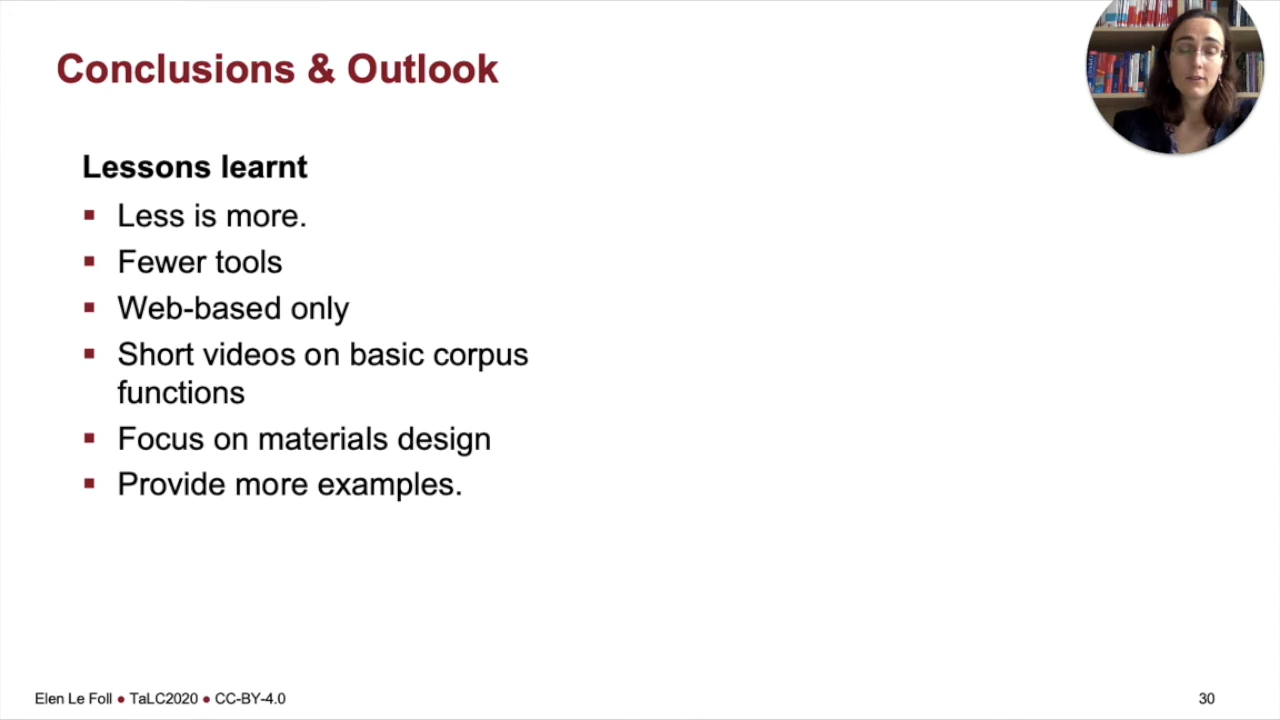 Conclusions & Outlook
Lessons learnt
▪ Less is more.
▪ Fewer tools
▪ Web-based only
▪ Short videos on basic corpus
functions
▪ Focus on materials design
▪ Provide more examples.
Elen Le Foll ● TaLC2020 ● CC-BY-4.0
30